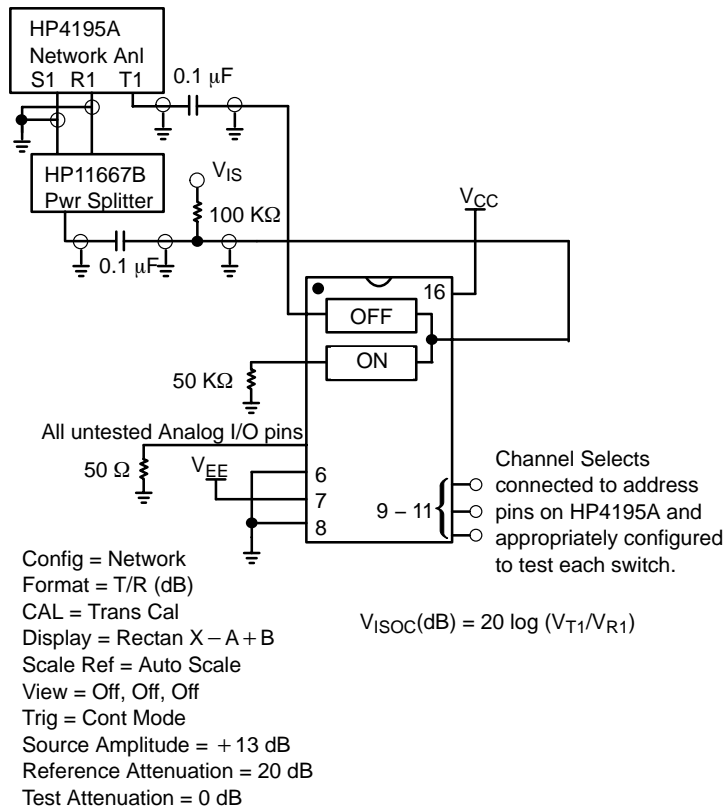 HP4195A
Network Anl
S1 R1 T1
0.1 μF
HP11667B
Pwr Splitter
VIS
100 KΩ
VCC
0.1 μF
16
OFF
ON
50 KΩ
All untested Analog I/O pins
50 Ω
VEE
6
7
8
9 – 11
Channel Selects
connected to address
pins on HP4195A and
appropriately configured
to test each switch.
Config = Network
Format = T/R (dB)
CAL = Trans Cal
Display = Rectan X – A + B
Scale Ref = Auto Scale
View = Off, Off, Off
Trig = Cont Mode
Source Amplitude = +13 dB
Reference Attenuation = 20 dB
Test Attenuation = 0 dB
VISOC(dB) = 20 log (VT1/VR1)